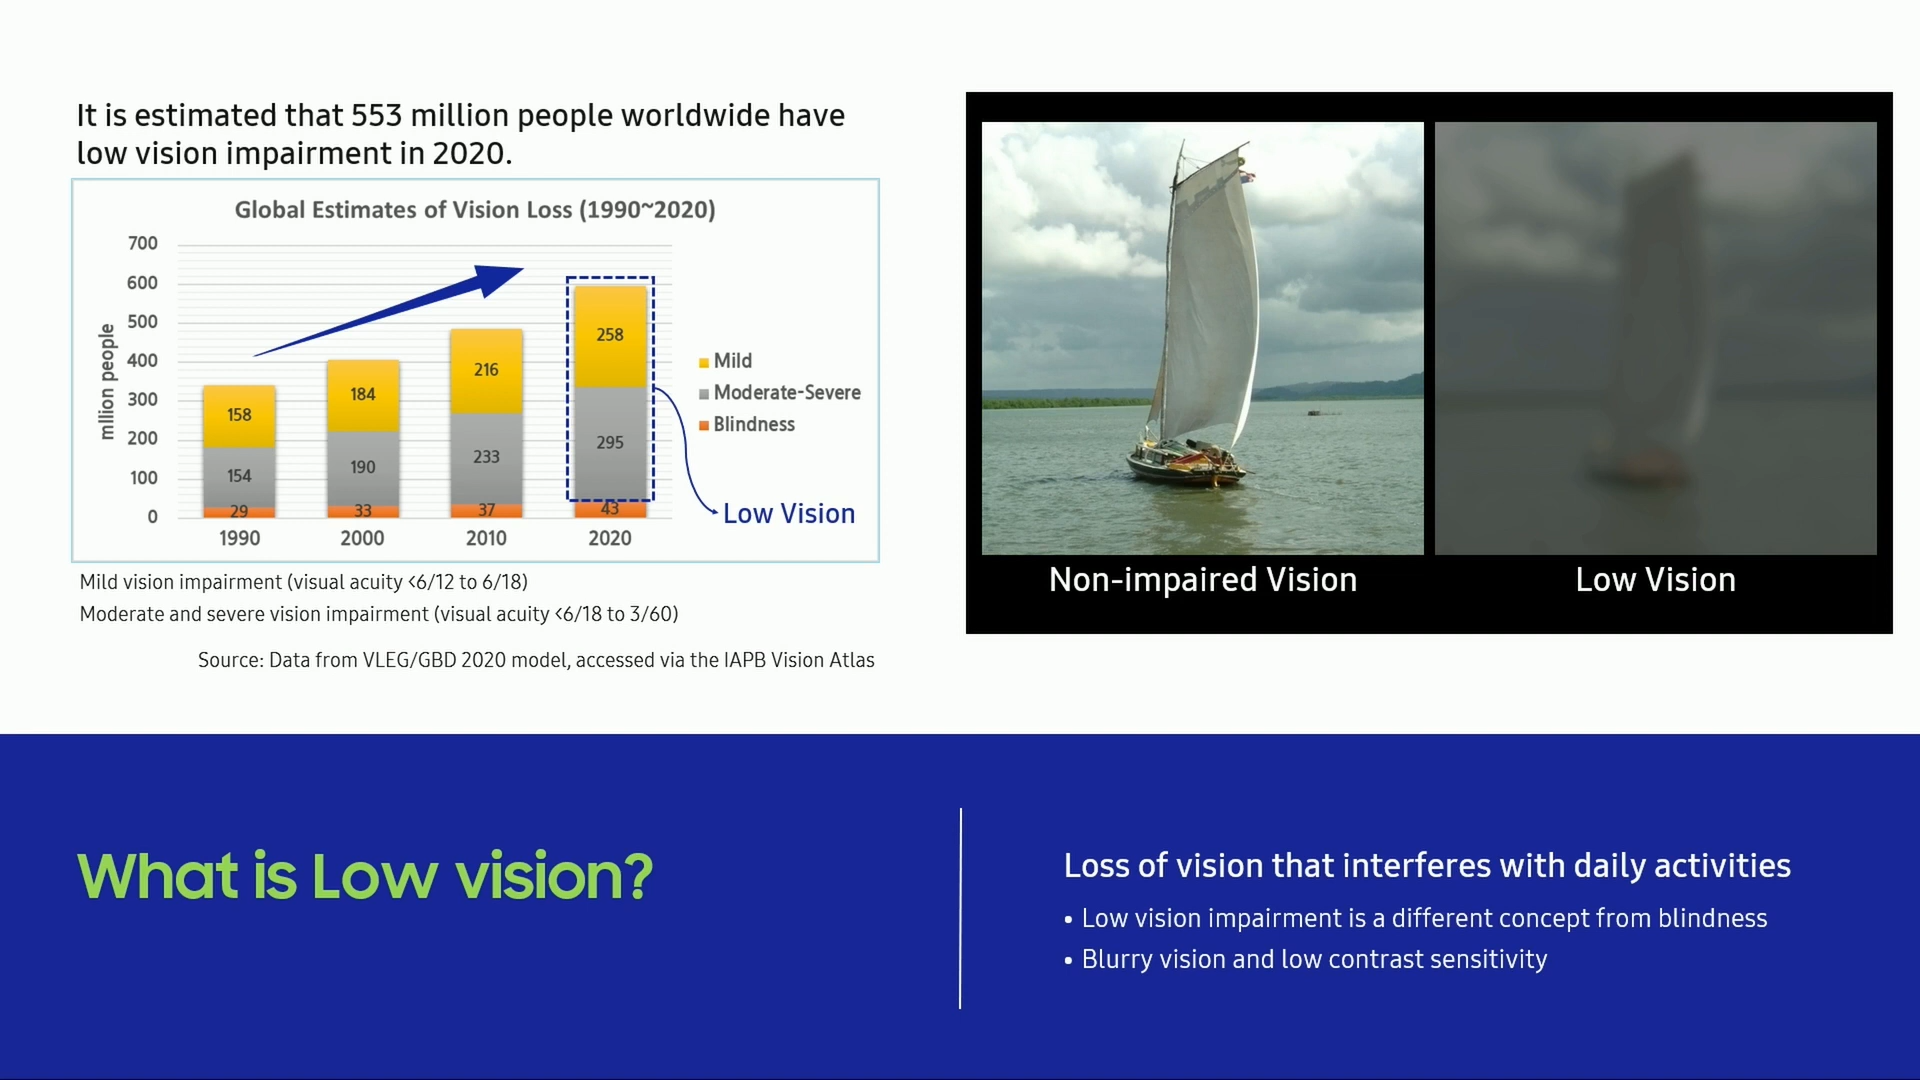 It is estimated that 553 million people worldwide have
low vision impairment in 2020.
Global Estimates of Vision Loss (1990~2020)
mllion people
700
600
500
400
300
200
100
0
158
154
29
184
190
33
216
233
37
258
295
43
1990
2000
2010
2020
Mild
Moderate-Severe
Blindness
Low Vision
Mild vision impairment (visual acuity <6/12 to 6/18)
Moderate and severe vision impairment (visual acuity <6/18 to 3/60)
Source: Data from VLEG/GBD 2020 model, accessed via the IAPB Vision Atlas
Non-impaired Vision
Low Vision
What is Low vision?
Loss of vision that interferes with daily activities
• Low vision impairment is a different concept from blindness
• Blurry vision and low contrast sensitivity